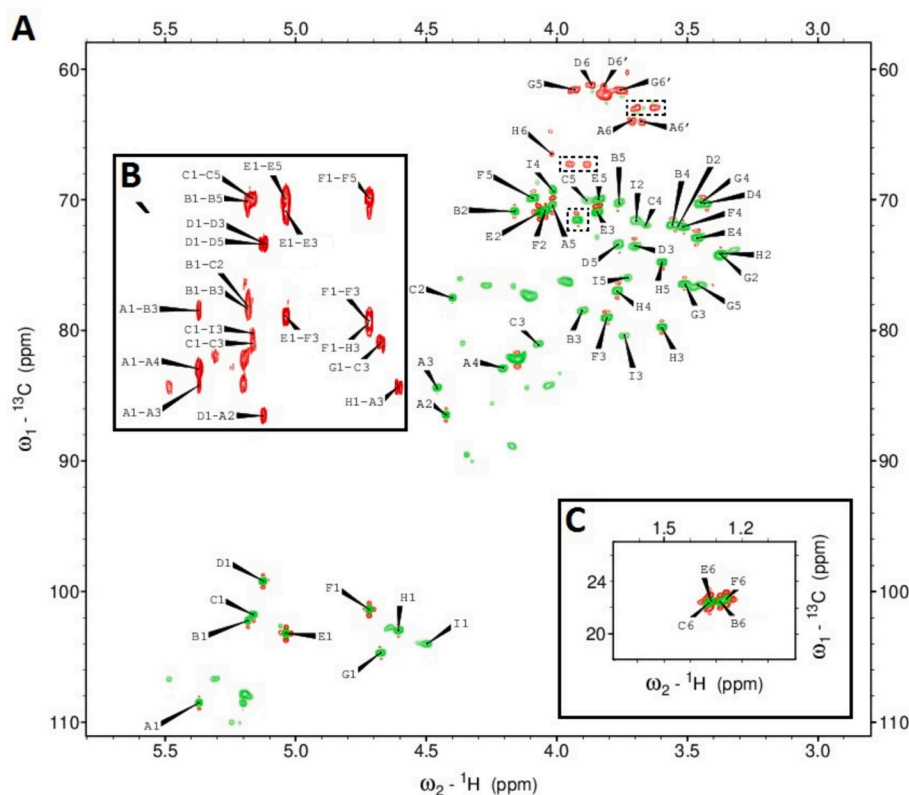 A
5.5 5.0 4.5 4.0 3.5 3.0
60
70
80
90
100
110
60
70
80
90
100
110
5.5 5.0 4.5 4.0 3.5 3.0
ω₁ - ¹³C (ppm)
ω₂ - ¹H (ppm)
D6 D6′
G5 G6′
A6 A6′
H6
I4 B5
F5 C5 E5 I2 C4 B4 D2 G4
D4
B2 F4
E4
E2 F2 A5 E3
D5 D3 H2
G2
I5 H5
C2 H4 G3 G5
B3
C3 F3 I3 H3
A3 A4
A2
D1
C1 F1 H1
B1 E1 I1
G1
A1
B
E1-E5
C1-C5 F1-F5
B1-B5
D1-D3 E1-E3
D1-D5
B1-C2
B1-B3 F1-F3
A1-B3
C1-I3 E1-F3 F1-H3
C1-C3 G1-C3
A1-A4
A1-A3 H1-A3
D1-A2
C
1.5 1.2
24
20
E6 F6
C6 B6
ω₁ - ¹³C (ppm)
ω₂ - ¹H (ppm)